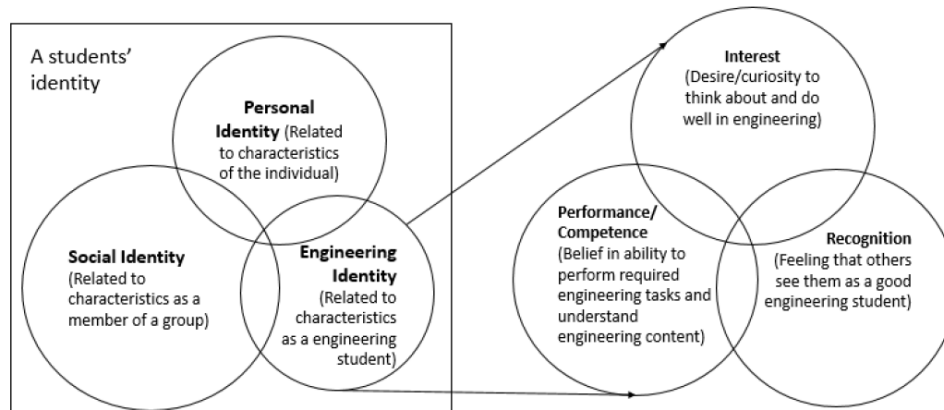 A students'
identity
Personal
Identity (Related
to characteristics
of the individual)
Social Identity
(Related to
characteristics as a
member of a group)
Engineering
Identity
(Related to
characteristics
as a engineering
student)
Interest
(Desire/curiosity to
think about and do
well in engineering)
Performance/
Competence
(Belief in ability to
perform required
engineering tasks and
understand
engineering content)
Recognition
(Feeling that others
see them as a good
engineering student)